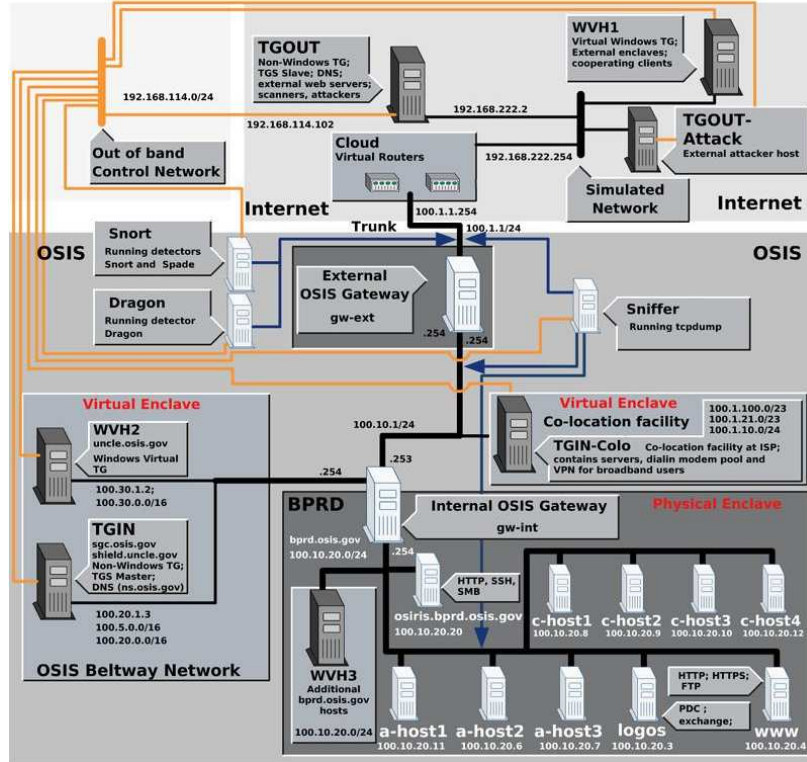 TGOUT
Non-Windows TG;
TGS Slave; DNS;
external web servers;
scanners, attackers
WVH1
Virtual Windows TG;
External enclaves;
cooperating clients
192.168.114.0/24
192.168.114.102
192.168.222.2
TGOUT-
Attack
External attacker host
Out of band
Control Network
Cloud
Virtual Routers
192.168.222.254
Simulated
Network
Internet
Internet
100.1.1.254
Trunk
100.1.1/24
OSIS
OSIS
Snort
Running detectors
Snort and Spade
Dragon
Running detector
Dragon
External
OSIS Gateway
gw-ext
Sniffer
Running tcpdump
.254
.254
Virtual Enclave
WVH2
uncle.osis.gov
Windows Virtual
TG
100.30.1.2;
100.30.0.0/16
TGIN
sgc.osis.gov
shield.uncle.gov
Non-Windows TG;
TGS Master;
DNS (ns.osis.gov)
100.20.1.3
100.5.0.0/16
100.20.0.0/16
OSIS Beltway Network
100.10.1/24
.253
.254
Virtual Enclave
Co-location facility
100.1.100.0/23
100.1.21.0/23
100.1.10.0/24
TGIN-Colo Co-location facility at ISP;
contains servers, dialin modem pool and
VPN for broadband users
BPRD
Physical Enclave
Internal OSIS Gateway
gw-int
bprd.osis.gov
100.10.20.0/24
.254
HTTP, SSH,
SMB
osiris.bprd.osis.gov
100.10.20.20
WVH3
Additional
bprd.osis.gov
hosts
100.10.20.0/24
c-host1
100.10.20.8
c-host2
100.10.20.9
c-host3
100.10.20.10
c-host4
100.10.20.12
HTTP; HTTPS;
FTP
PDC ;
exchange;
a-host1
100.10.20.11
a-host2
100.10.20.6
a-host3
100.10.20.7
logos
100.10.20.3
www
100.10.20.4